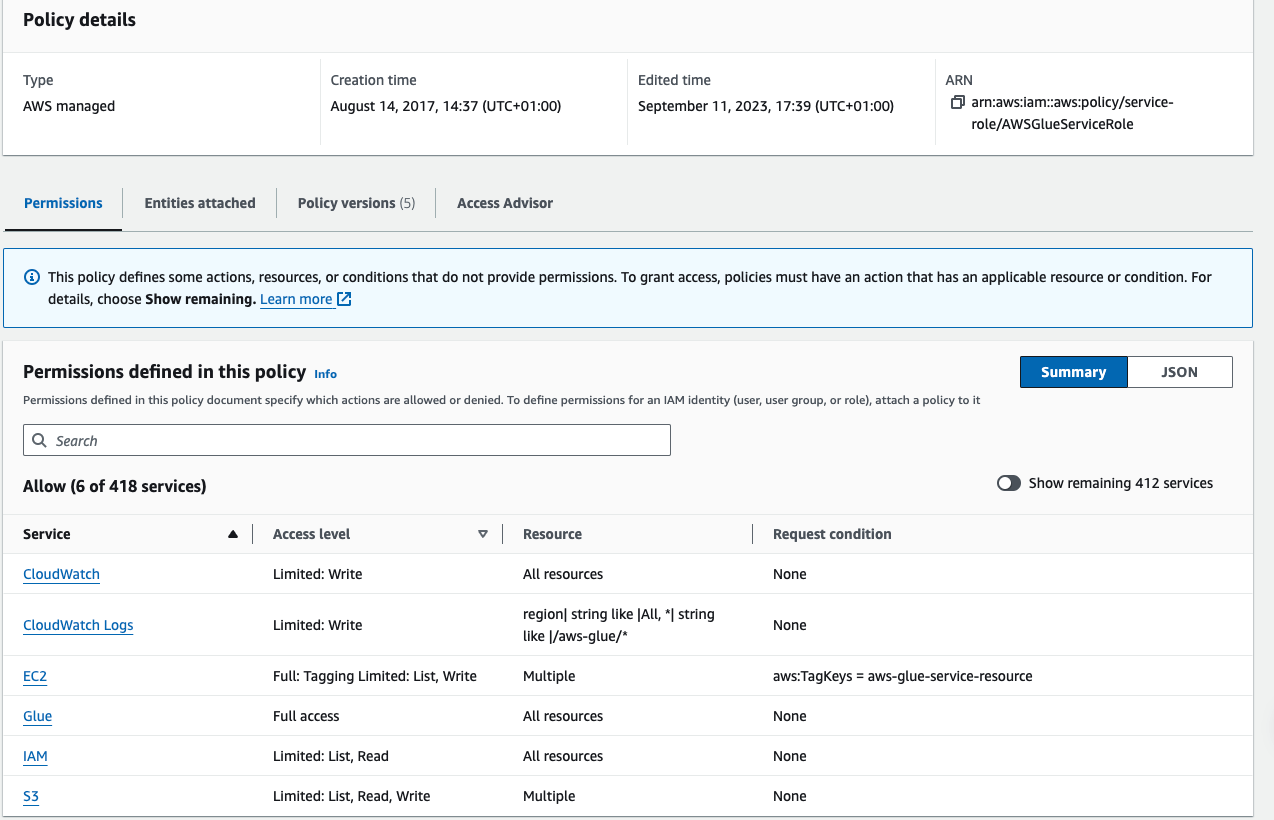 Policy details
Type
AWS managed
Creation time
August 14, 2017, 14:37 (UTC+01:00)
Edited time
September 11, 2023, 17:39 (UTC+01:00)
ARN
arn:aws:iam::aws:policy/service-
role/AWSGlueServiceRole
Permissions Entities attached Policy versions (5) Access Advisor
This policy defines some actions, resources, or conditions that do not provide permissions. To grant access, policies must have an action that has an applicable resource or condition. For
details, choose Show remaining. Learn more
Permissions defined in this policy Info
Summary JSON
Permissions defined in this policy document specify which actions are allowed or denied. To define permissions for an IAM identity (user, user group, or role), attach a policy to it
Search
Allow (6 of 418 services)
Show remaining 412 services
Service Access level Resource Request condition
CloudWatch Limited: Write All resources None
CloudWatch Logs Limited: Write region| string like |All, *| string
like |/aws-glue/* None
EC2 Full: Tagging Limited: List, Write Multiple aws:TagKeys = aws-glue-service-resource
Glue Full access All resources None
IAM Limited: List, Read All resources None
S3 Limited: List, Read, Write Multiple None